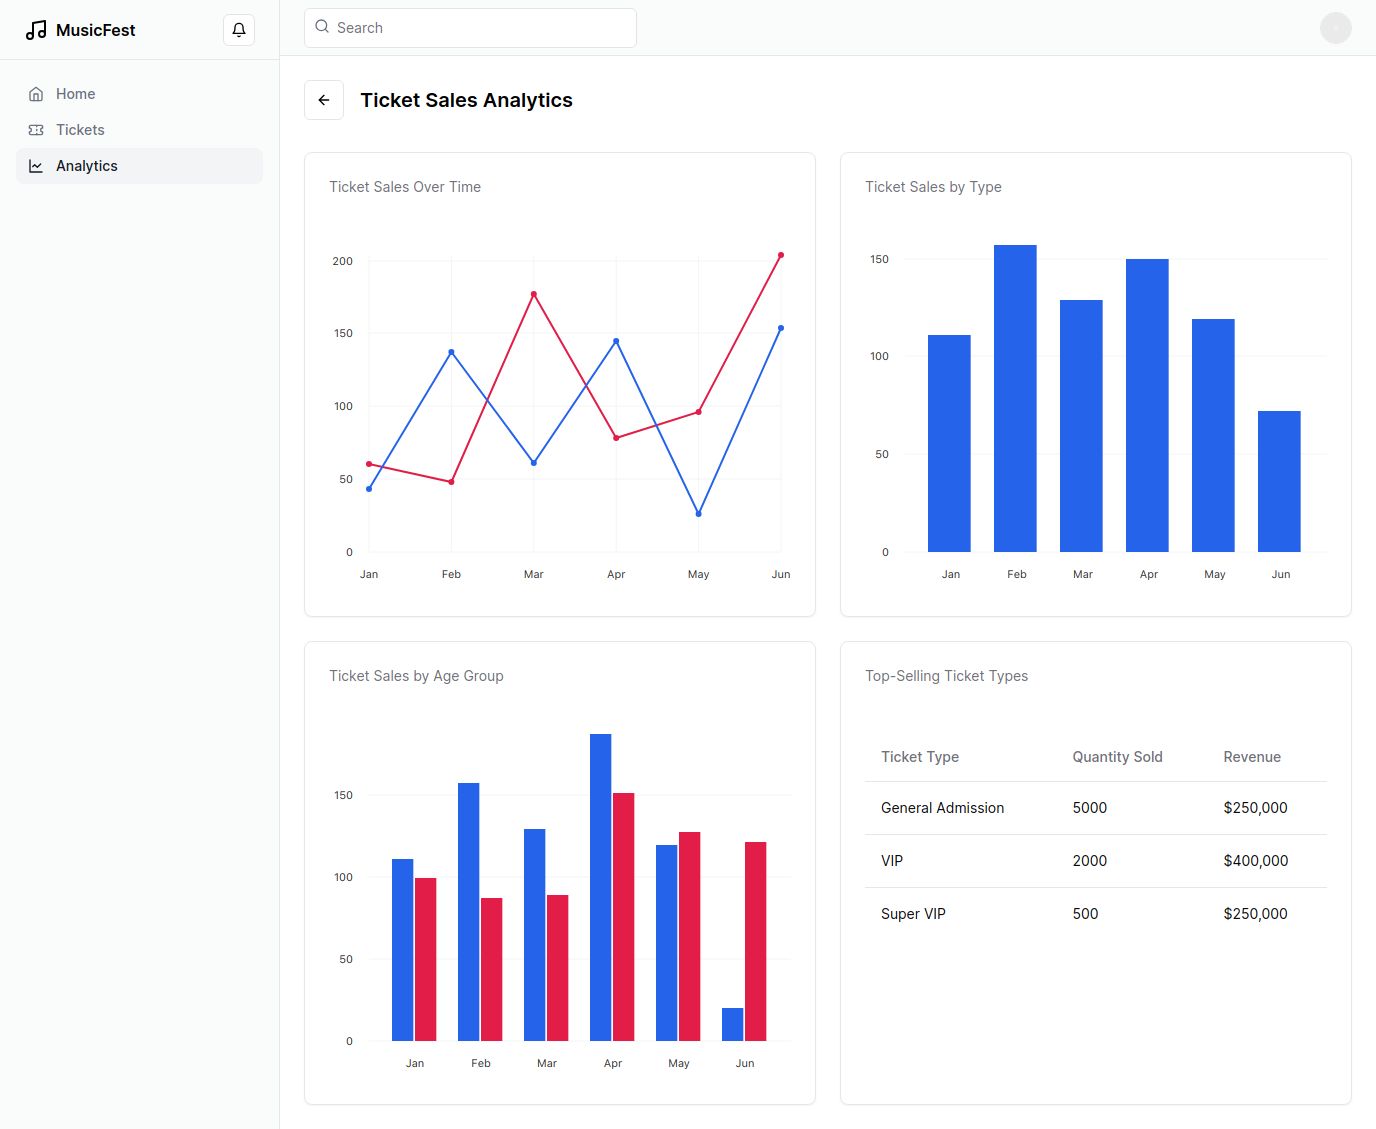 MusicFest
Search
Home
Tickets
Analytics
Ticket Sales Analytics
Ticket Sales Over Time
200
150
100
50
0
Jan Feb Mar Apr May Jun
Ticket Sales by Type
150
100
50
0
Jan Feb Mar Apr May Jun
Ticket Sales by Age Group
150
100
50
0
Jan Feb Mar Apr May Jun
Top-Selling Ticket Types
Ticket Type Quantity Sold Revenue
General Admission 5000 $250,000
VIP 2000 $400,000
Super VIP 500 $250,000